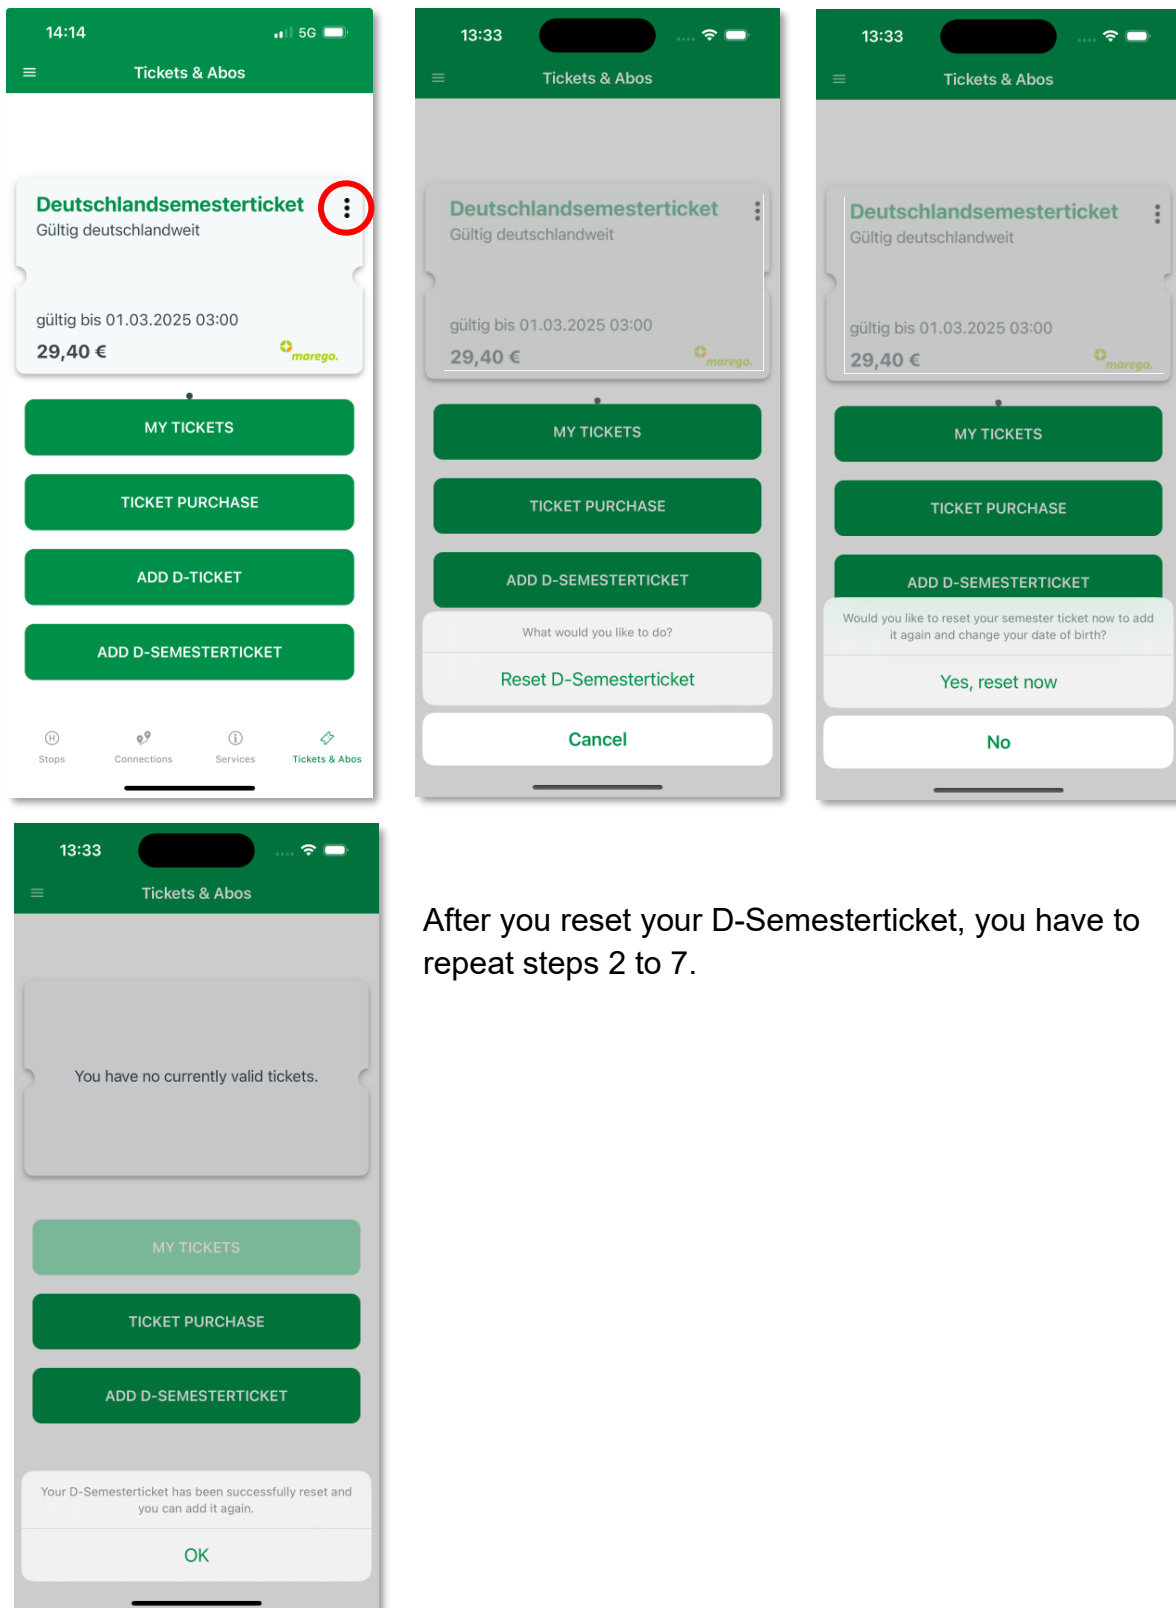 14:14
5G
Tickets & Abos
Deutschlandsemesterticket
Gültig deutschlandweit
gültig bis 01.03.2025 03:00
29,40 €
marego.
MY TICKETS
TICKET PURCHASE
ADD D-TICKET
ADD D-SEMESTERTICKET
H
Stops
Connections
Services
Tickets & Abos
13:33
Tickets & Abos
Deutschlandsemesterticket
Gültig deutschlandweit
gültig bis 01.03.2025 03:00
29,40 €
marego.
MY TICKETS
TICKET PURCHASE
ADD D-SEMESTERTICKET
What would you like to do?
Reset D-Semesterticket
Cancel
13:33
Tickets & Abos
Deutschlandsemesterticket
Gültig deutschlandweit
gültig bis 01.03.2025 03:00
29,40 €
marego.
MY TICKETS
TICKET PURCHASE
ADD D-SEMESTERTICKET
Would you like to reset your semester ticket now to add
it again and change your date of birth?
Yes, reset now
No
13:33
Tickets & Abos
You have no currently valid tickets.
MY TICKETS
TICKET PURCHASE
ADD D-SEMESTERTICKET
Your D-Semesterticket has been successfully reset and
you can add it again.
OK
After you reset your D-Semesterticket, you have to
repeat steps 2 to 7.